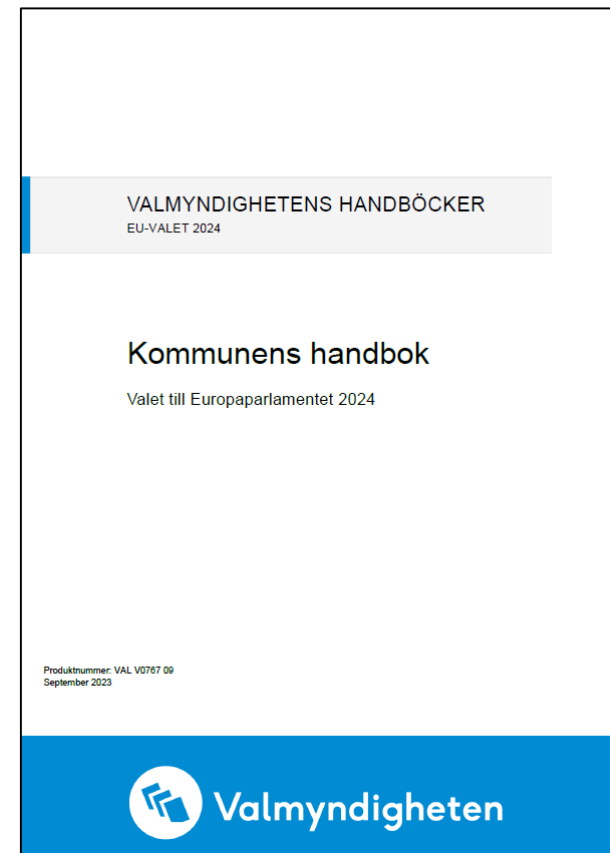 VALMYNDIGHETENS HANDBÖCKER
EU-VALET 2024
Kommunens handbok
Valet till Europaparlamentet 2024
Produktnummer: VAL V0767 09
September 2023
Valmyndigheten